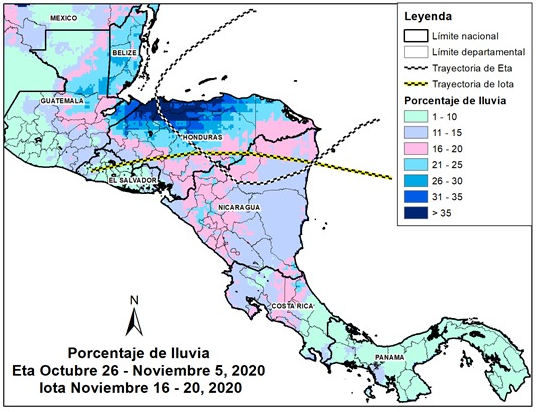 MEXICO
BELIZE
GUATEMALA
HONDURAS
EL SALVADOR
NICARAGUA
COSTA RICA
PANAMA
Leyenda
Límite nacional
Límite departamental
Trayectoria de Eta
Trayectoria de Iota
Porcentaje de lluvia
1 - 10
11 - 15
16 - 20
21 - 25
26 - 30
31 - 35
> 35
N
Porcentaje de lluvia
Eta Octubre 26 - Noviembre 5, 2020
Iota Noviembre 16 - 20, 2020